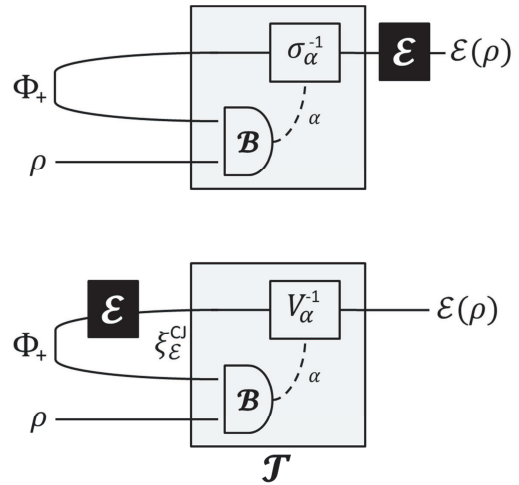 σ_α^-1 ℰ ℰ(ρ)
Φ₊
ℬ α
ρ
ℰ V_α^-1 ℰ(ρ)
Φ₊ ξ_ℰ^CJ
ℬ α
ρ
𝒯